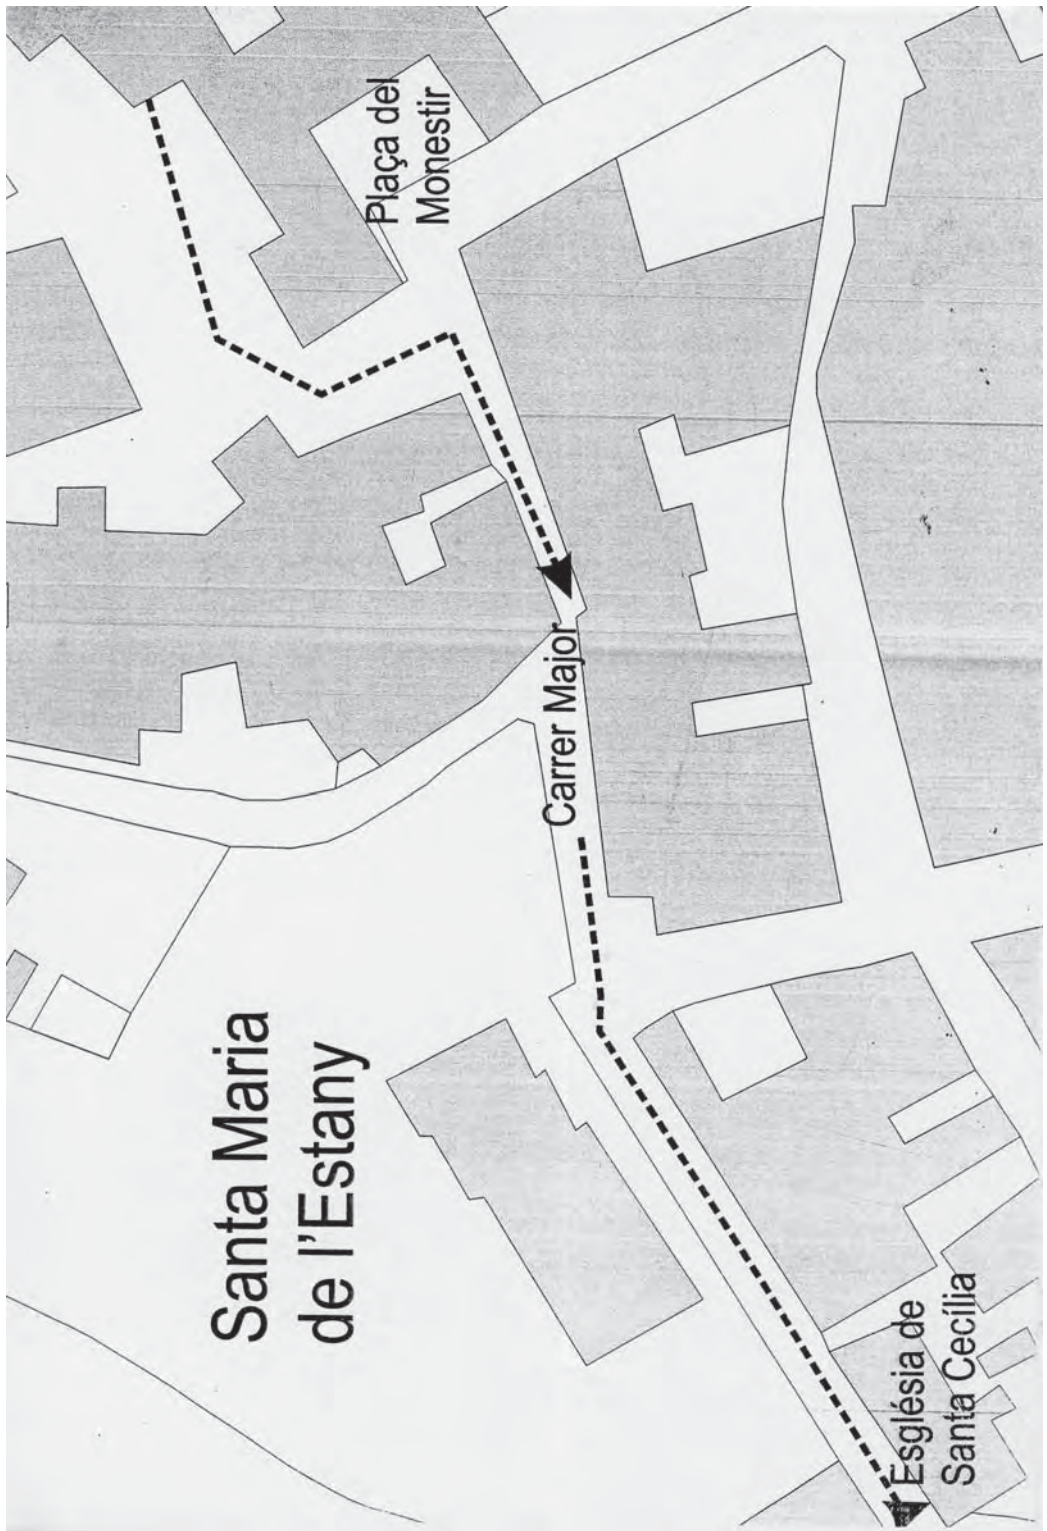 Santa Maria
de l'Estany
Plaça del
Monestir
Carrer Major
Església de
Santa Cecília